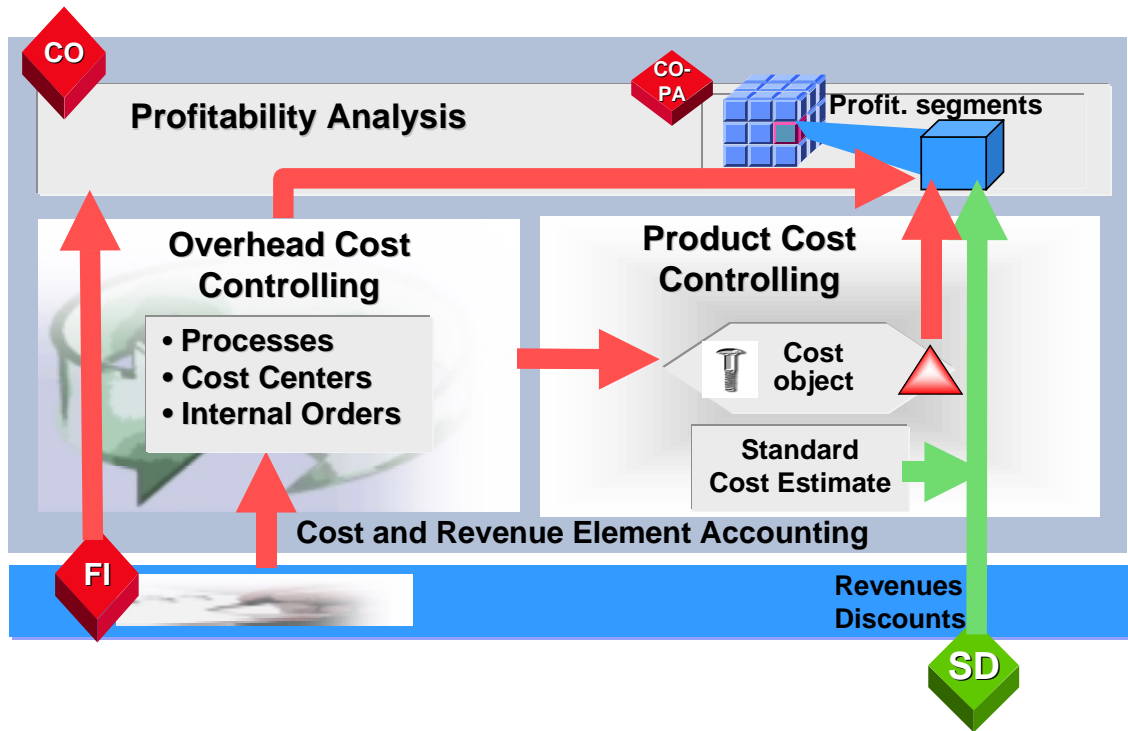 CO
CO-
PA
Profitability Analysis
Profit. segments
Overhead Cost
Controlling
• Processes
• Cost Centers
• Internal Orders
Product Cost
Controlling
Cost
object
Standard
Cost Estimate
Cost and Revenue Element Accounting
FI
Revenues
Discounts
SD